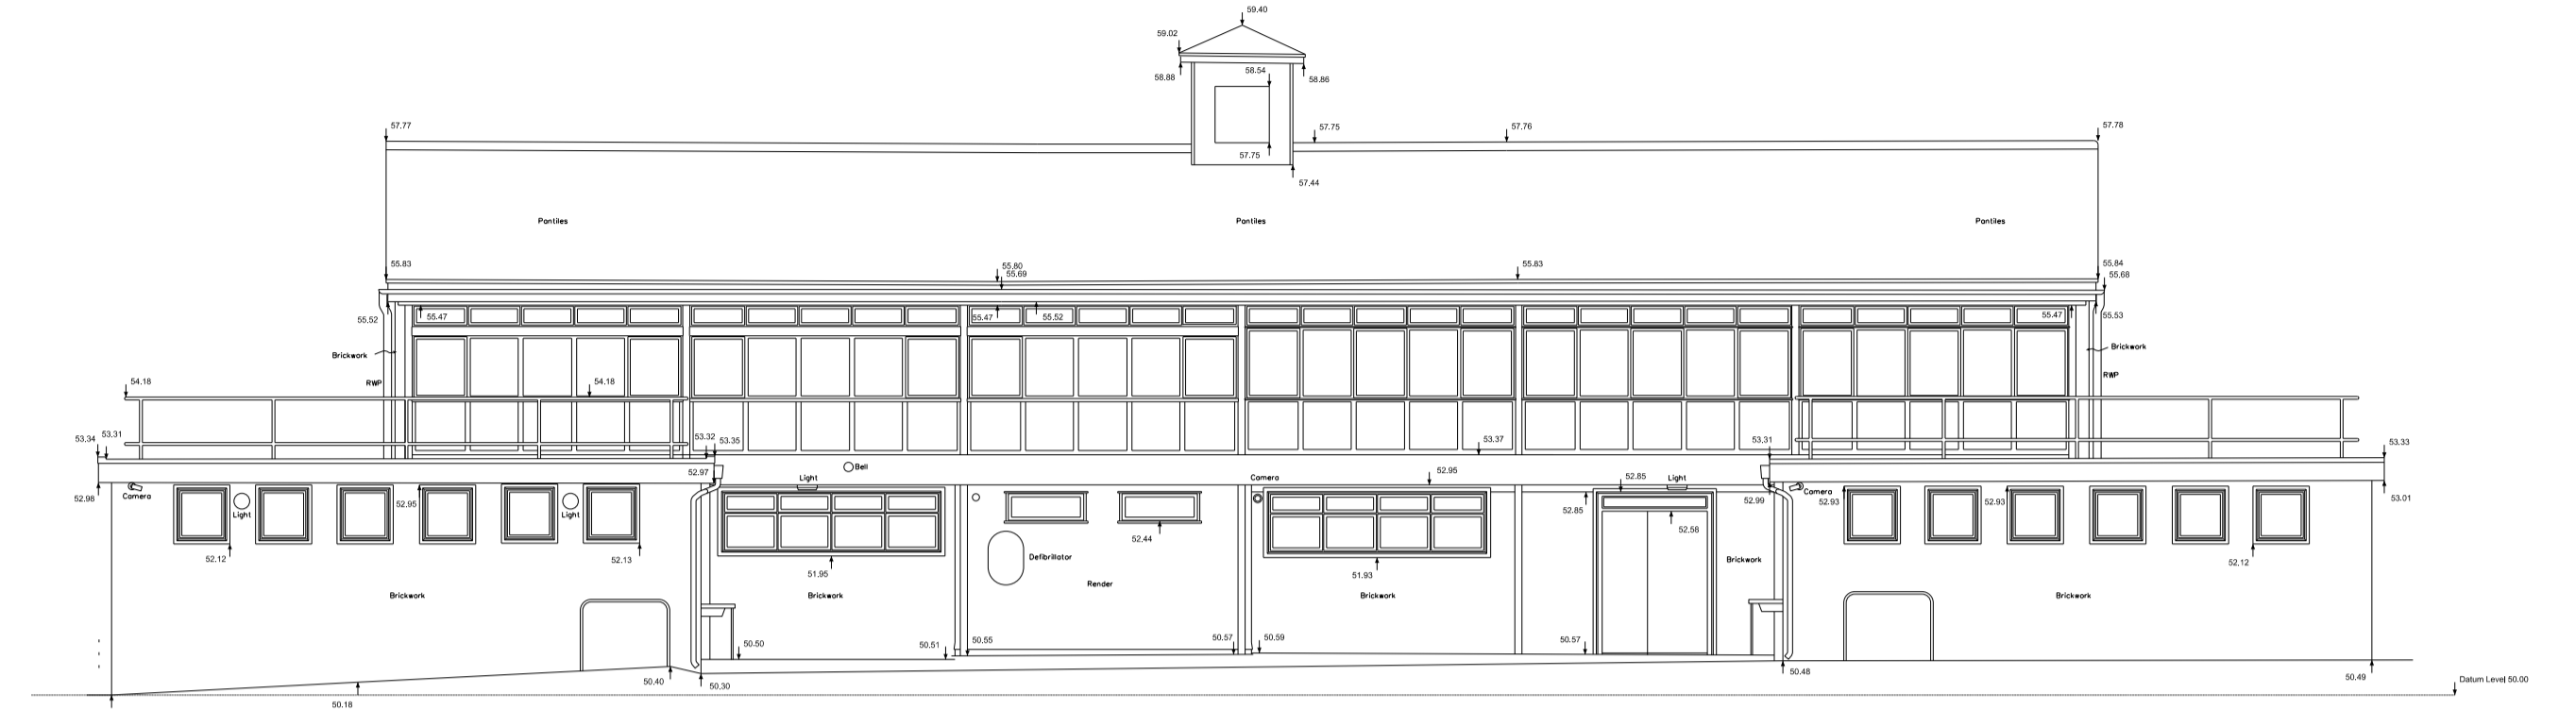 59.40
59.02
58.88
58.54
58.86
57.77
57.75
57.76
57.78
57.75
57.44
Pantiles
Pantiles
Pantiles
55.83
55.80
55.69
55.83
55.84
55.68
55.52
55.47
55.47
55.52
55.47
55.53
Brickwork
Brickwork
RWP
RWP
54.18
54.18
53.34
53.31
53.32
53.35
53.37
53.31
53.33
52.97
Bell
Light
Camera
52.95
52.85
Light
52.98
Camera
Light
52.95
Light
52.85
52.99
Camera
52.93
52.93
53.01
52.12
52.13
52.44
52.58
Defibrillator
51.95
51.93
Render
Brickwork
52.12
Brickwork
Brickwork
Brickwork
Brickwork
50.50
50.51
50.55
50.57
50.59
50.57
50.40
50.30
50.48
50.49
50.18
Datum Level 50.00